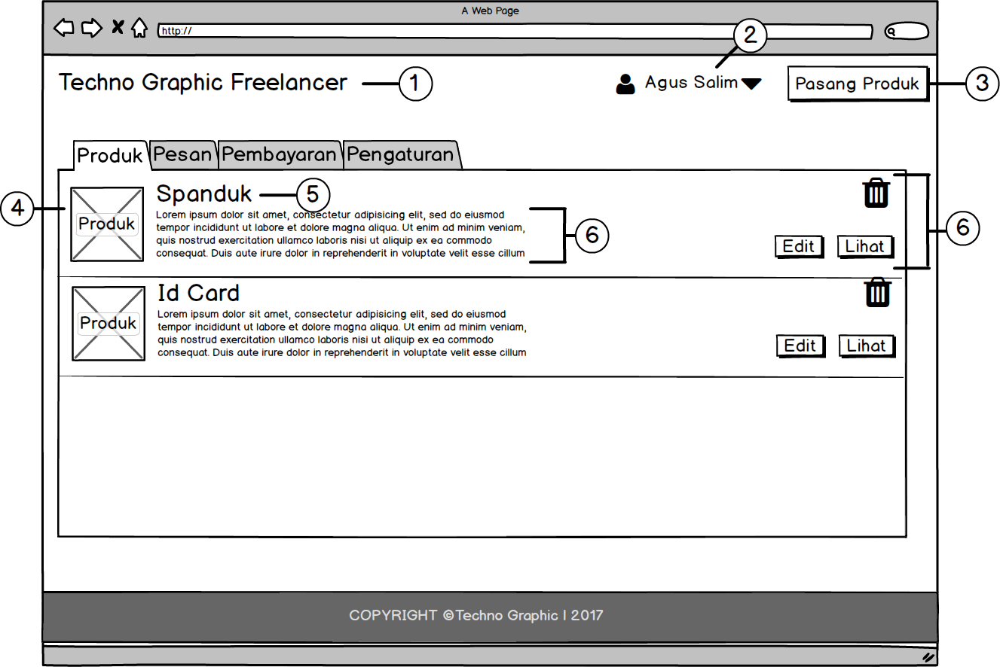 A Web Page
http://
2
Techno Graphic Freelancer
1
Agus Salim
Pasang Produk
3
Produk
Pesan
Pembayaran
Pengaturan
4
Produk
Spanduk
5
Lorem ipsum dolor sit amet, consectetur adipisicing elit, sed do eiusmod
tempor incididunt ut labore et dolore magna aliqua. Ut enim ad minim veniam,
quis nostrud exercitation ullamco laboris nisi ut aliquip ex ea commodo
consequat. Duis aute irure dolor in reprehenderit in voluptate velit esse cillum
6
Edit
Lihat
6
Produk
Id Card
Lorem ipsum dolor sit amet, consectetur adipisicing elit, sed do eiusmod
tempor incididunt ut labore et dolore magna aliqua. Ut enim ad minim veniam,
quis nostrud exercitation ullamco laboris nisi ut aliquip ex ea commodo
consequat. Duis aute irure dolor in reprehenderit in voluptate velit esse cillum
Edit
Lihat
COPYRIGHT ©Techno Graphic | 2017